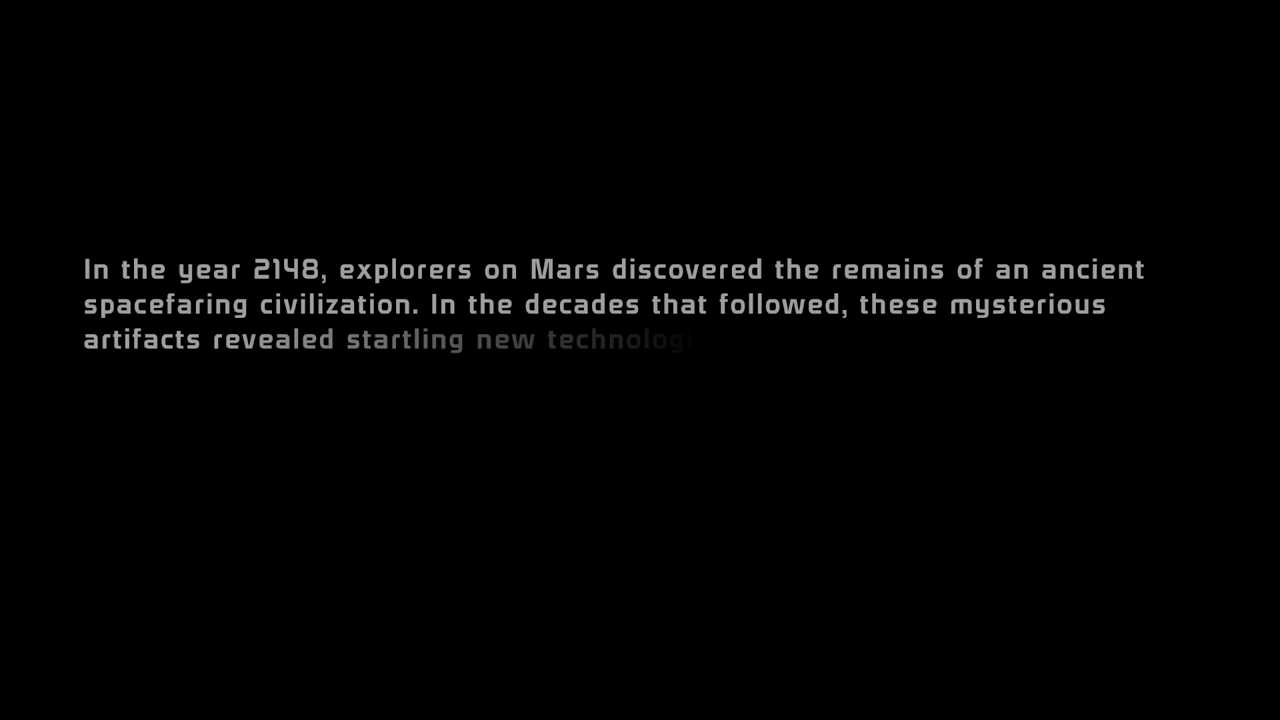 In the year 2148, explorers on Mars discovered the remains of an ancient
spacefaring civilization. In the decades that followed, these mysterious
artifacts revealed startling new technologi